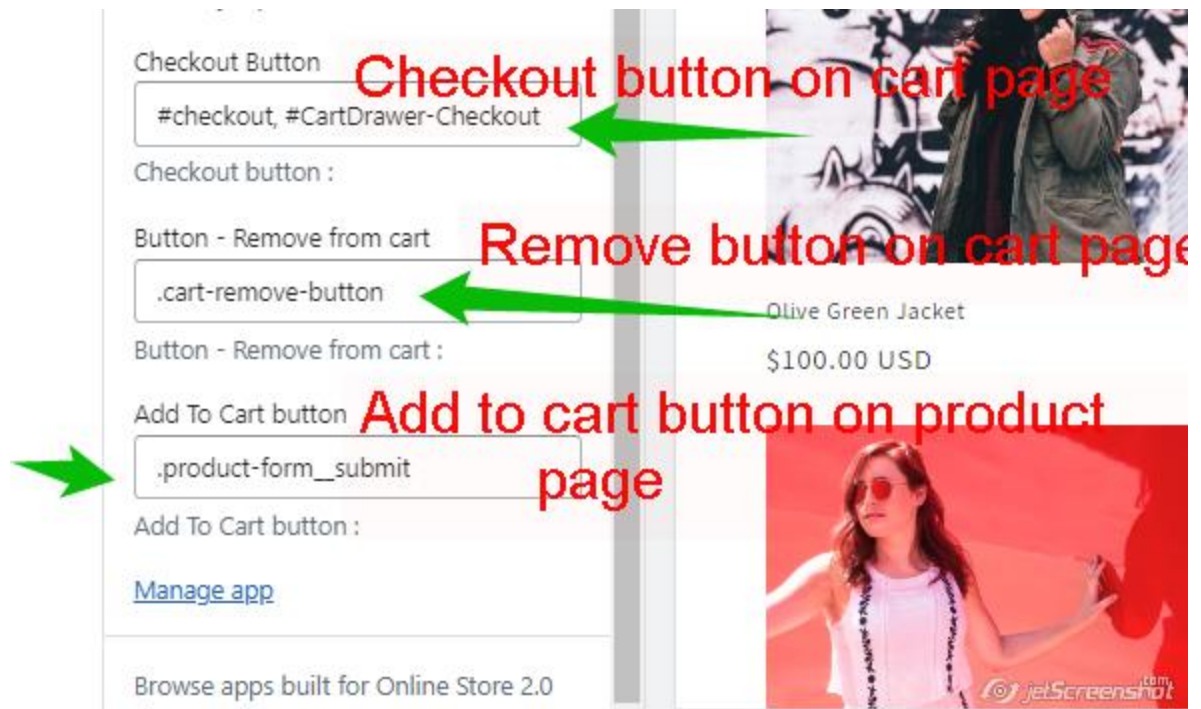 Checkout Button
Checkout button on cart page
#checkout, #CartDrawer-Checkout
Checkout button :
Button - Remove from cart
Remove button on cart page
.cart-remove-button
Button - Remove from cart :
Olive Green Jacket
$100.00 USD
Add To Cart button
Add to cart button on product
page
.product-form__submit
Add To Cart button :
Manage app
Browse apps built for Online Store 2.0
jetScreenshot
.com